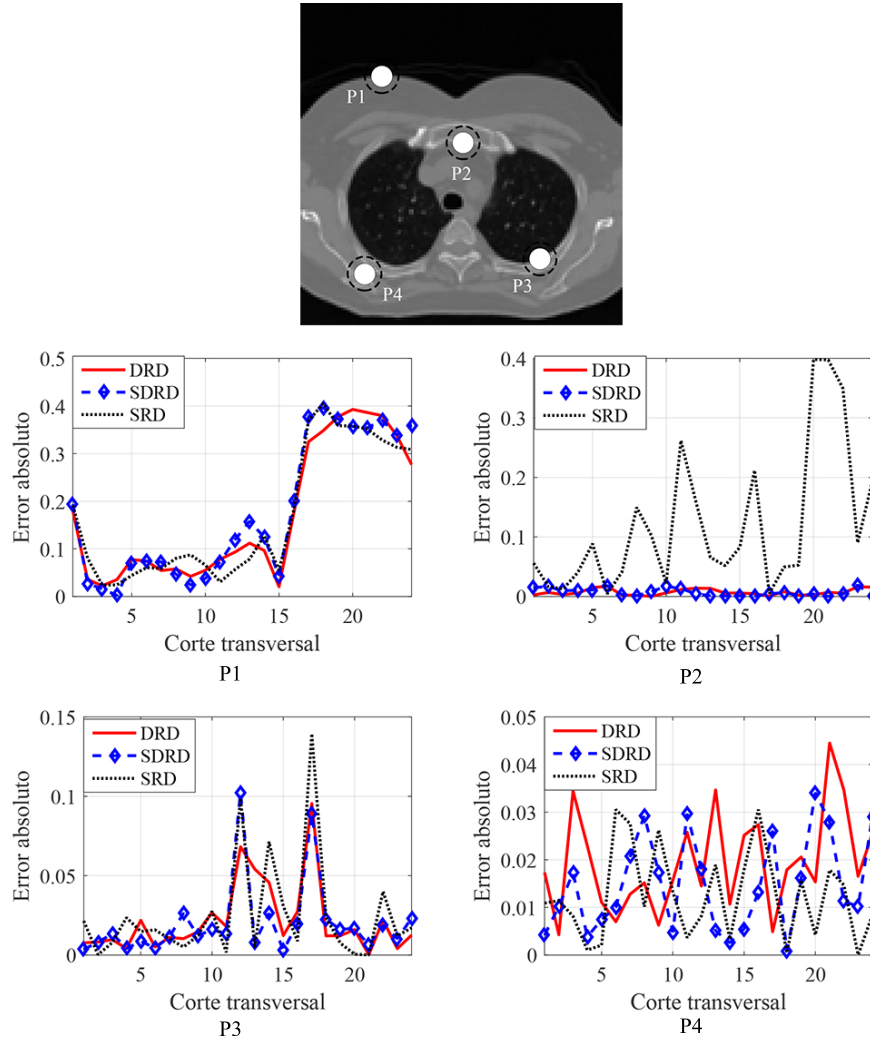 P1
P2
P3
P4
0.5
0.4
0.3
0.2
0.1
0
5
10
15
20
Error absoluto
Corte transversal
DRD
SDRD
SRD
P1
0.4
0.3
0.2
0.1
0
5
10
15
20
Error absoluto
Corte transversal
DRD
SDRD
SRD
P2
0.15
0.1
0.05
0
5
10
15
20
Error absoluto
Corte transversal
DRD
SDRD
SRD
P3
0.05
0.04
0.03
0.02
0.01
0
5
10
15
20
Error absoluto
Corte transversal
DRD
SDRD
SRD
P4